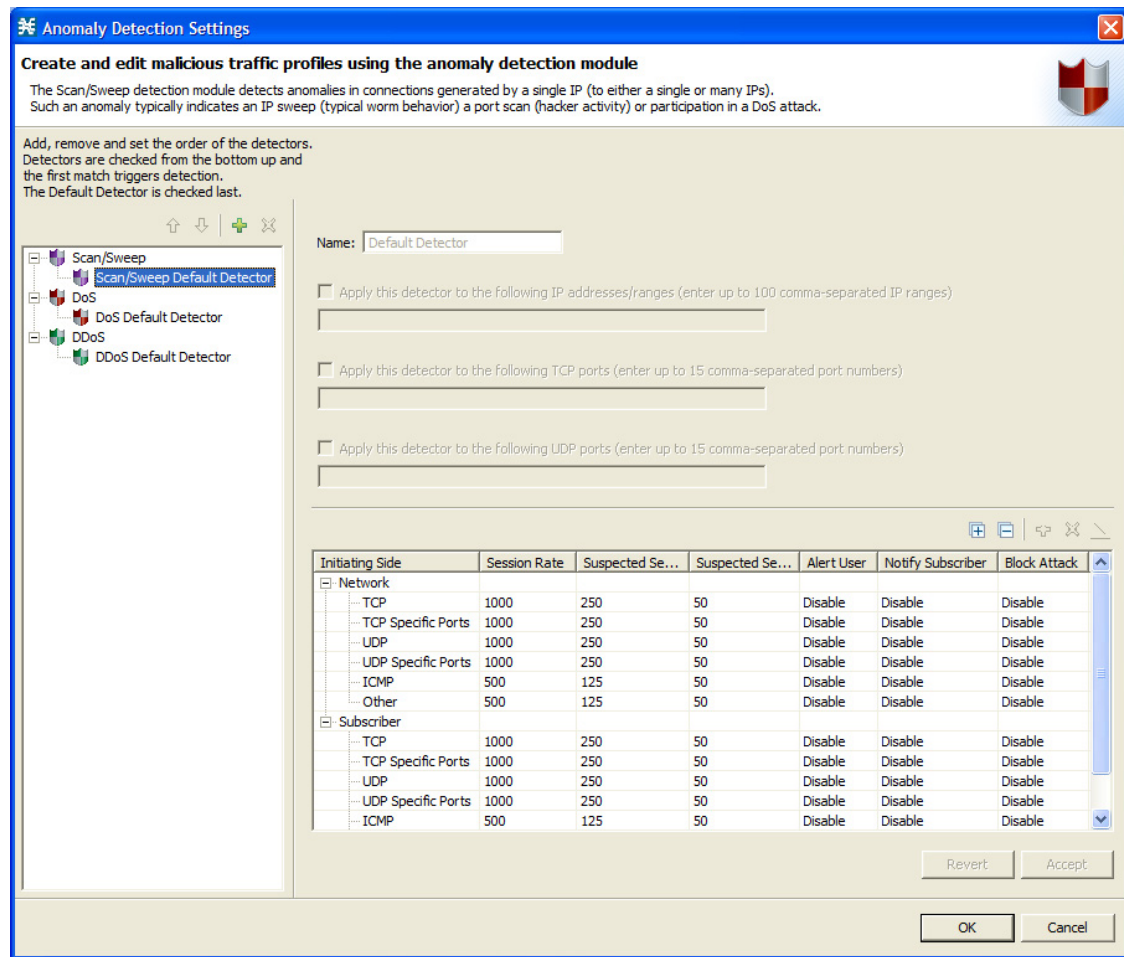 Anomaly Detection Settings
Create and edit malicious traffic profiles using the anomaly detection module
The Scan/Sweep detection module detects anomalies in connections generated by a single IP (to either a single or many IPs).
Such an anomaly typically indicates an IP sweep (typical worm behavior) a port scan (hacker activity) or participation in a DoS attack.
Add, remove and set the order of the detectors.
Detectors are checked from the bottom up and
the first match triggers detection.
The Default Detector is checked last.
Scan/Sweep
Scan/Sweep Default Detector
DoS
DoS Default Detector
DDoS
DDoS Default Detector
Name: Default Detector
Apply this detector to the following IP addresses/ranges (enter up to 100 comma-separated IP ranges)
Apply this detector to the following TCP ports (enter up to 15 comma-separated port numbers)
Apply this detector to the following UDP ports (enter up to 15 comma-separated port numbers)
Initiating Side Session Rate Suspected Se... Suspected Se... Alert User Notify Subscriber Block Attack
Network
TCP 1000 250 50 Disable Disable Disable
TCP Specific Ports 1000 250 50 Disable Disable Disable
UDP 1000 250 50 Disable Disable Disable
UDP Specific Ports 1000 250 50 Disable Disable Disable
ICMP 500 125 50 Disable Disable Disable
Other 500 125 50 Disable Disable Disable
Subscriber
TCP 1000 250 50 Disable Disable Disable
TCP Specific Ports 1000 250 50 Disable Disable Disable
UDP 1000 250 50 Disable Disable Disable
UDP Specific Ports 1000 250 50 Disable Disable Disable
ICMP 500 125 50 Disable Disable Disable
Revert Accept
OK Cancel